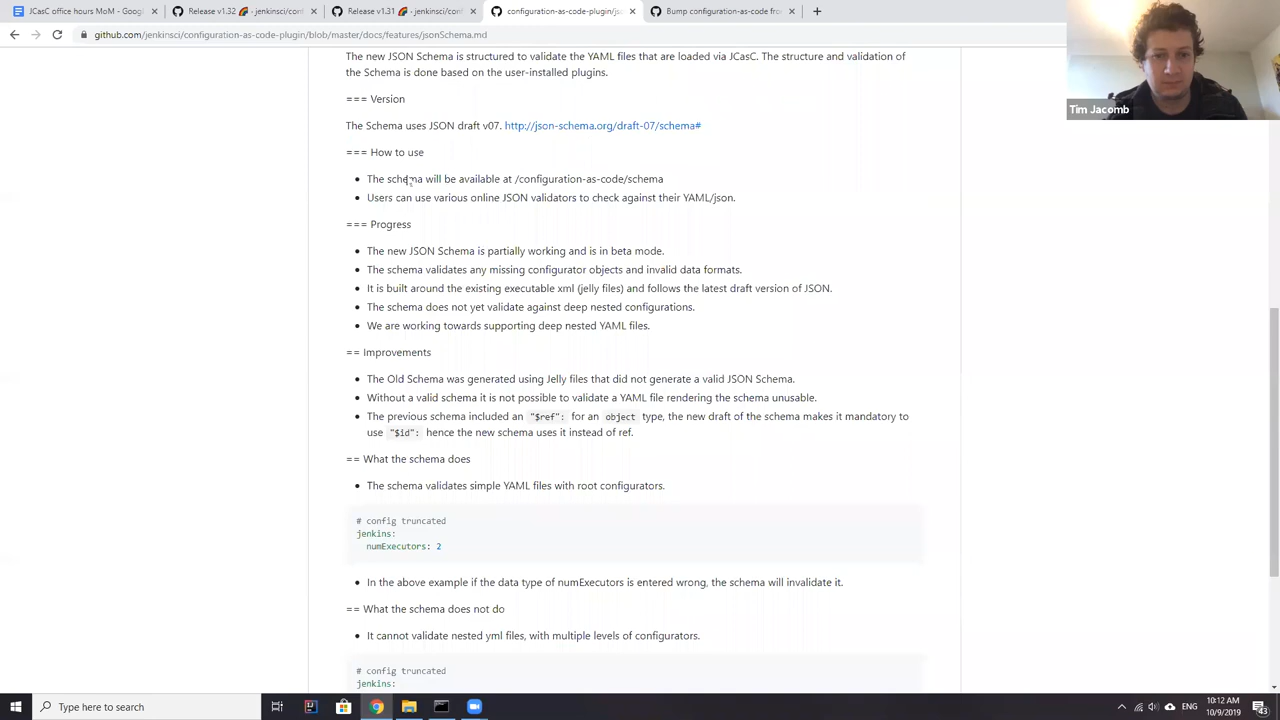 JCasC office hours MoM - Googl
Release v1.32 🌈 · jenkinsci/conf
Release v1.31 🌈 · jenkinsci/conf
configuration-as-code-plugin/js
Bump configuration-as-code fro
github.com/jenkinsci/configuration-as-code-plugin/blob/master/docs/features/jsonSchema.md
Tim Jacomb
The new JSON Schema is structured to validate the YAML files that are loaded via JCasC. The structure and validation of
the Schema is done based on the user-installed plugins.
=== Version
The Schema uses JSON draft v07. http://json-schema.org/draft-07/schema#
=== How to use
The schema will be available at /configuration-as-code/schema
Users can use various online JSON validators to check against their YAML/json.
=== Progress
The new JSON Schema is partially working and is in beta mode.
The schema validates any missing configurator objects and invalid data formats.
It is built around the existing executable xml (jelly files) and follows the latest draft version of JSON.
The schema does not yet validate against deep nested configurations.
We are working towards supporting deep nested YAML files.
== Improvements
The Old Schema was generated using Jelly files that did not generate a valid JSON Schema.
Without a valid schema it is not possible to validate a YAML file rendering the schema unusable.
The previous schema included an "$ref": for an object type, the new draft of the schema makes it mandatory to
use "$id": hence the new schema uses it instead of ref.
== What the schema does
The schema validates simple YAML files with root configurators.
# config truncated
jenkins:
numExecutors: 2
In the above example if the data type of numExecutors is entered wrong, the schema will invalidate it.
== What the schema does not do
It cannot validate nested yml files, with multiple levels of configurators.
# config truncated
jenkins:
Type here to search
ENG
10:12 AM
10/9/2019
43